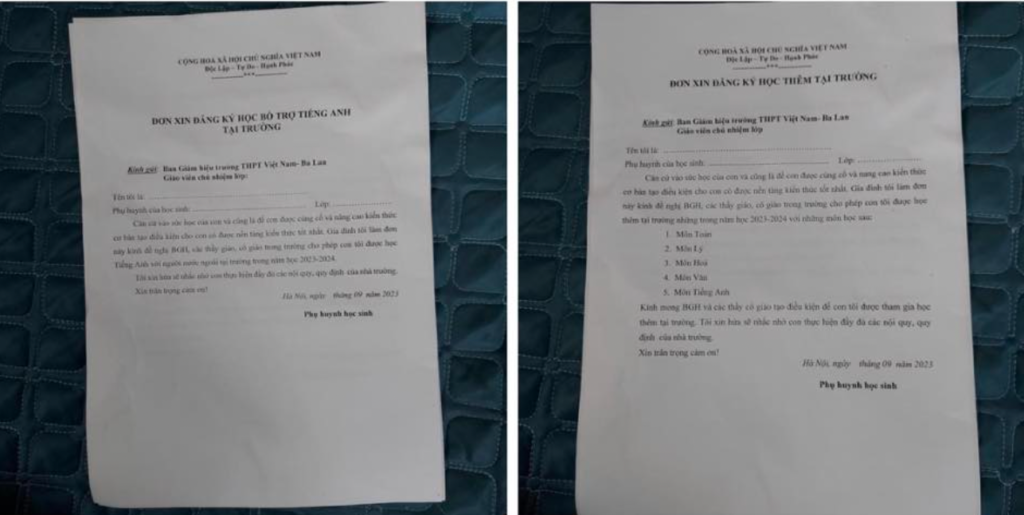 CỘNG HOÀ XÃ HỘI CHỦ NGHĨA VIỆT NAM
Độc Lập – Tự Do - Hạnh Phúc
***
ĐƠN XIN ĐĂNG KÝ HỌC BỔ TRỢ TIẾNG ANH
TẠI TRƯỜNG
Kính gửi: Ban Giám hiệu trường THPT Việt Nam- Ba Lan
Giáo viên chủ nhiệm lớp:
Tên tôi là:
Phụ huynh của học sinh: Lớp:
Căn cứ vào sức học của con và cũng là để con được củng cố và nâng cao kiến thức
cơ bản tạo điều kiện cho con có được nền tảng kiến thức tốt nhất. Gia đình tôi làm đơn
này kính đề nghị BGH, các thầy giáo, cô giáo trong trường cho phép con tôi được học
Tiếng Anh với người nước ngoài tại trường trong năm học 2023-2024.
Tôi xin hứa sẽ nhắc nhở con thực hiện đầy đủ các nội quy, quy định của nhà trường.
Xin trân trọng cảm ơn!
Hà Nội, ngày tháng 09 năm 2023
Phụ huynh học sinh
CỘNG HOÀ XÃ HỘI CHỦ NGHĨA VIỆT NAM
Độc Lập – Tự Do - Hạnh Phúc
***
ĐƠN XIN ĐĂNG KÝ HỌC THÊM TẠI TRƯỜNG
Kính gửi: Ban Giám hiệu trường THPT Việt Nam- Ba Lan
Giáo viên chủ nhiệm lớp
Tên tôi là:
Phụ huynh của học sinh: Lớp:
Căn cứ vào sức học của con và cũng là để con được củng cố và nâng cao kiến thức
cơ bản tạo điều kiện cho con có được nền tảng kiến thức tốt nhất. Gia đình tôi làm đơn
này kính đề nghị BGH, các thầy giáo, cô giáo trong trường cho phép con tôi được học
thêm tại trường những trong năm học 2023-2024 với những môn học sau:
1. Môn Toán
2. Môn Lý
3. Môn Hoá
4. Môn Văn
5. Môn Tiếng Anh
Kính mong BGH và các thầy cô giáo tạo điều kiện để con tôi được tham gia học
thêm tại trường. Tôi xin hứa sẽ nhắc nhở con thực hiện đầy đủ các nội quy, quy
định của nhà trường.
Xin trân trọng cảm ơn!
Hà Nội, ngày tháng 09 năm 2023
Phụ huynh học sinh